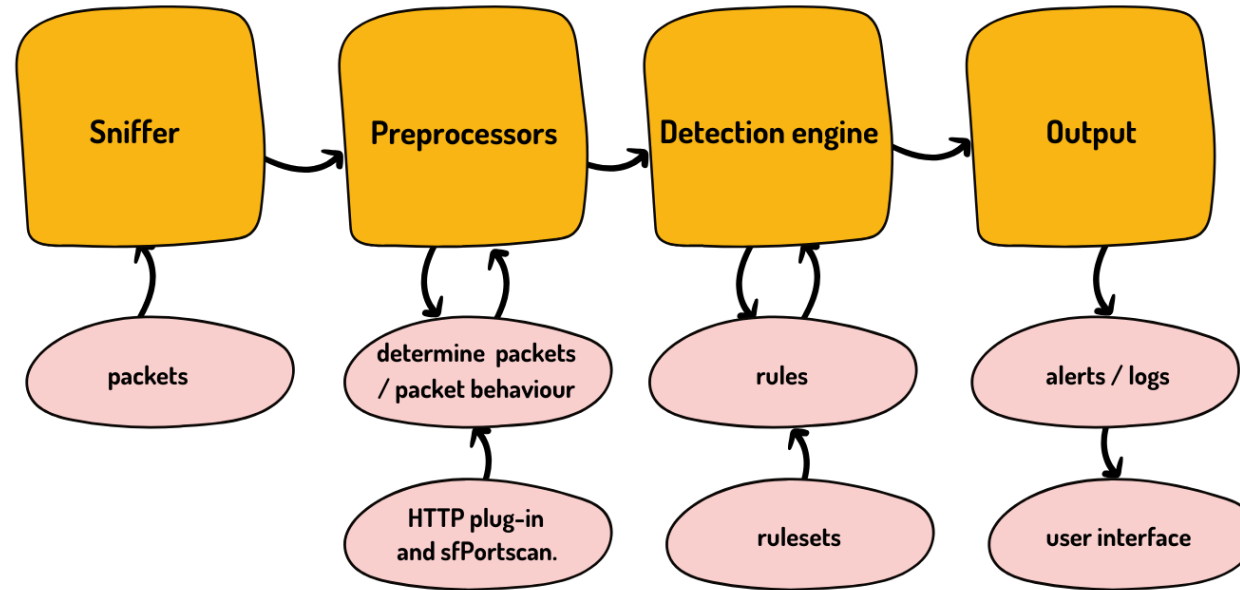 Sniffer
Preprocessors
Detection engine
Output
packets
determine packets
/ packet behaviour
rules
alerts / logs
HTTP plug-in
and sfPortscan.
rulesets
user interface